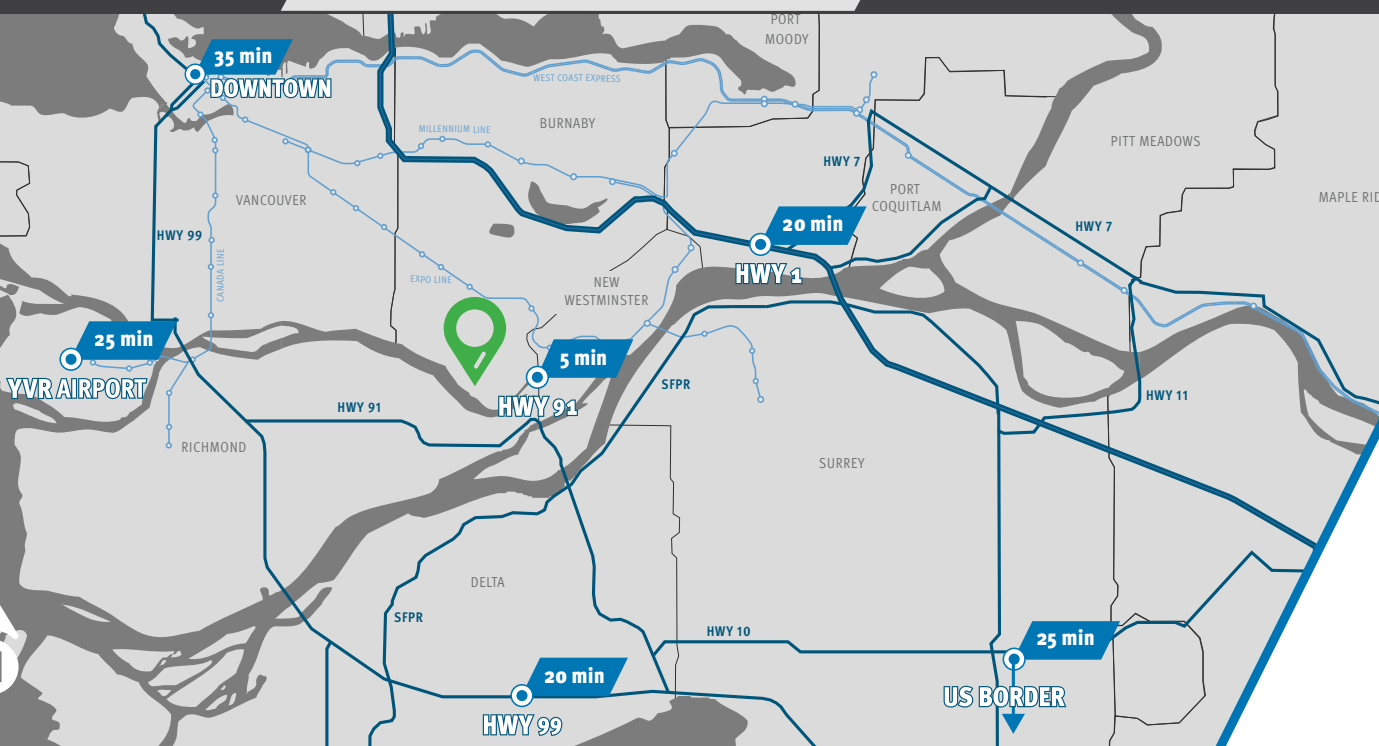 PORT
MOODY
35 min
DOWNTOWN
WEST COAST EXPRESS
BURNABY
MILLENNIUM LINE
PITT MEADOWS
HWY 7
PORT
COQUITLAM
VANCOUVER
MAPLE RID
20 min
HWY 7
HWY 99
HWY 1
CANADA LINE
EXPO LINE
NEW
WESTMINSTER
25 min
5 min
YVR AIRPORT
SFPR
HWY 91
HWY 91
HWY 11
RICHMOND
SURREY
DELTA
SFPR
HWY 10
25 min
20 min
US BORDER
HWY 99